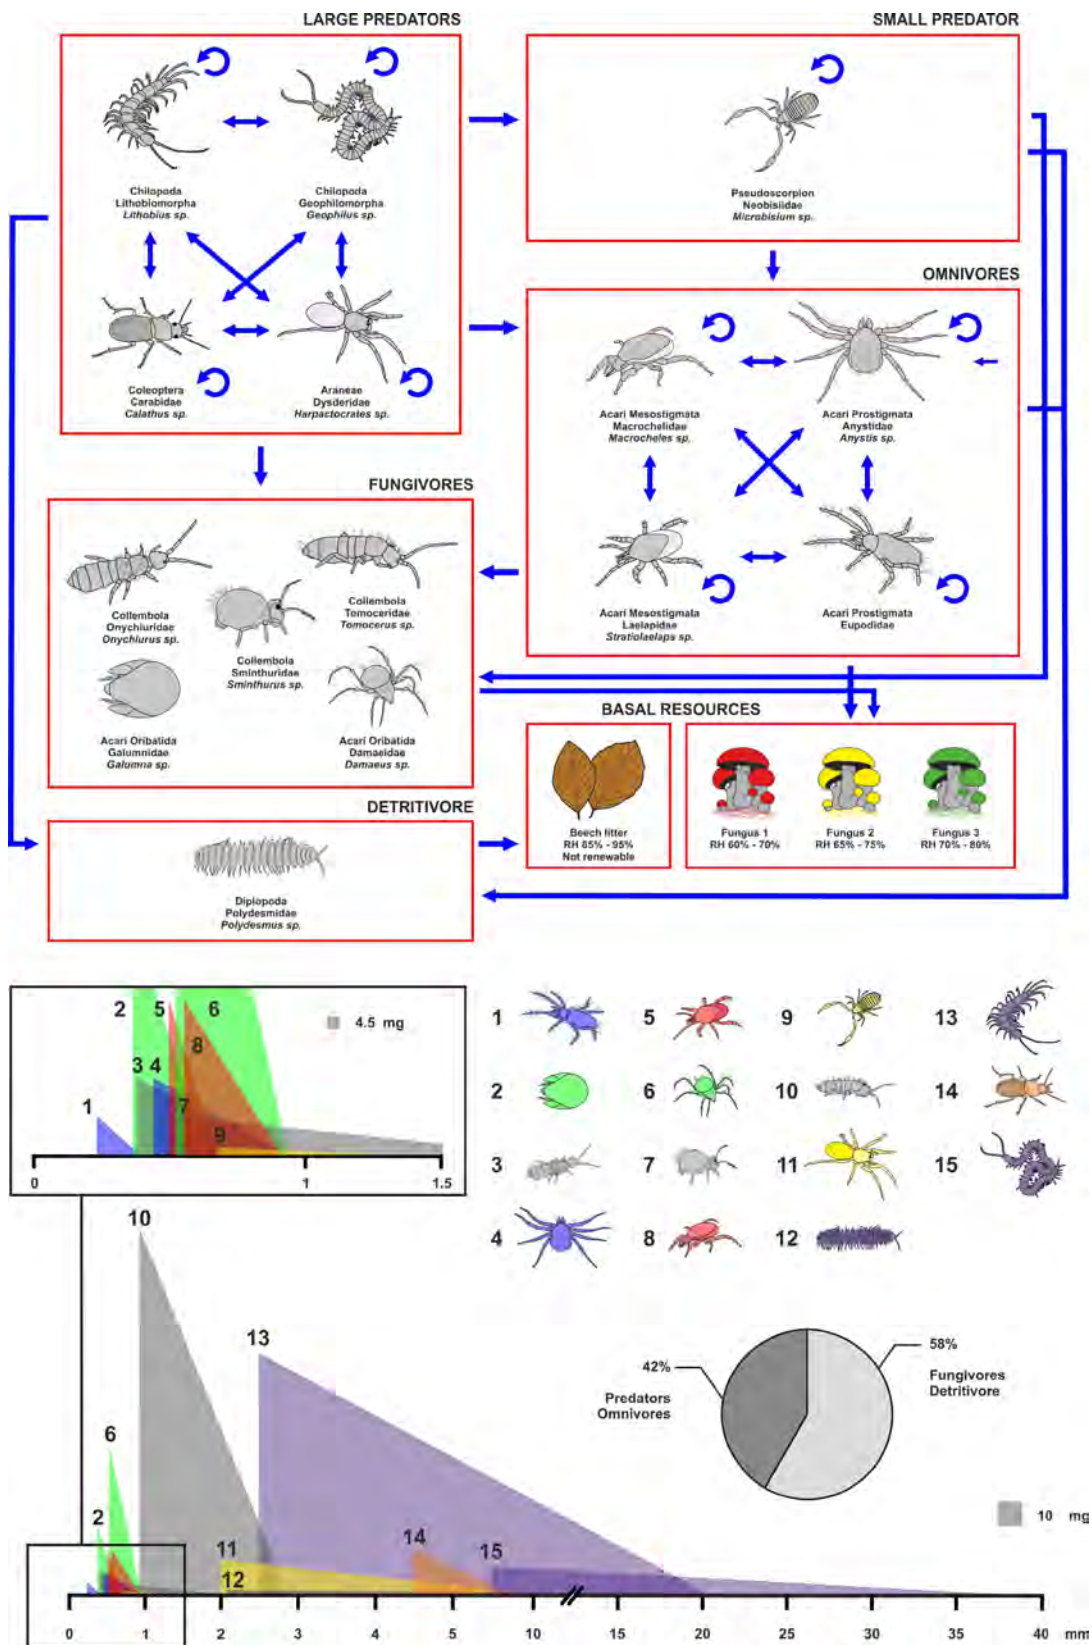 LARGE PREDATORS
SMALL PREDATOR
Chilopoda
Lithobiomorpha
Lithobius sp.
Chilopoda
Geophilomorpha
Geophilus sp.
Pseudoscorpion
Neobisiidae
Microbisium sp.
OMNIVORES
Coleoptera
Carabidae
Calathus sp.
Araneae
Dysderidae
Harpactocrates sp.
Acari Mesostigmata
Macrochelidae
Macrocheles sp.
Acari Prostigmata
Anystidae
Anystis sp.
FUNGIVORES
Collembola
Onychiuridae
Onychiurus sp.
Collembola
Tomoceridae
Tomocerus sp.
Collembola
Sminthuridae
Sminthurus sp.
Acari Mesostigmata
Laelapidae
Stratiolaelaps sp.
Acari Prostigmata
Eupodidae
Acari Oribatida
Galumnidae
Galumna sp.
Acari Oribatida
Damaeidae
Damaeus sp.
BASAL RESOURCES
Beech fitter
RH 85% - 95%
Not renewable
Fungus 1
RH 60% - 70%
Fungus 2
RH 65% - 75%
Fungus 3
RH 70% - 80%
DETRITIVORE
Diplopoda
Polydesmidae
Polydesmus sp.
2 5 6
4.5 mg
8
3 4
1 7
9
0 1 1.5
1 5 9 13
2 6 10 14
3 7 11 15
4 8 12
10
13
6
2
11 14 15
12
42%
Predators
Omnivores
58%
Fungivores
Detritivore
10 mg
0 1 2 3 4 5 10 15 20 25 30 35 40 mm